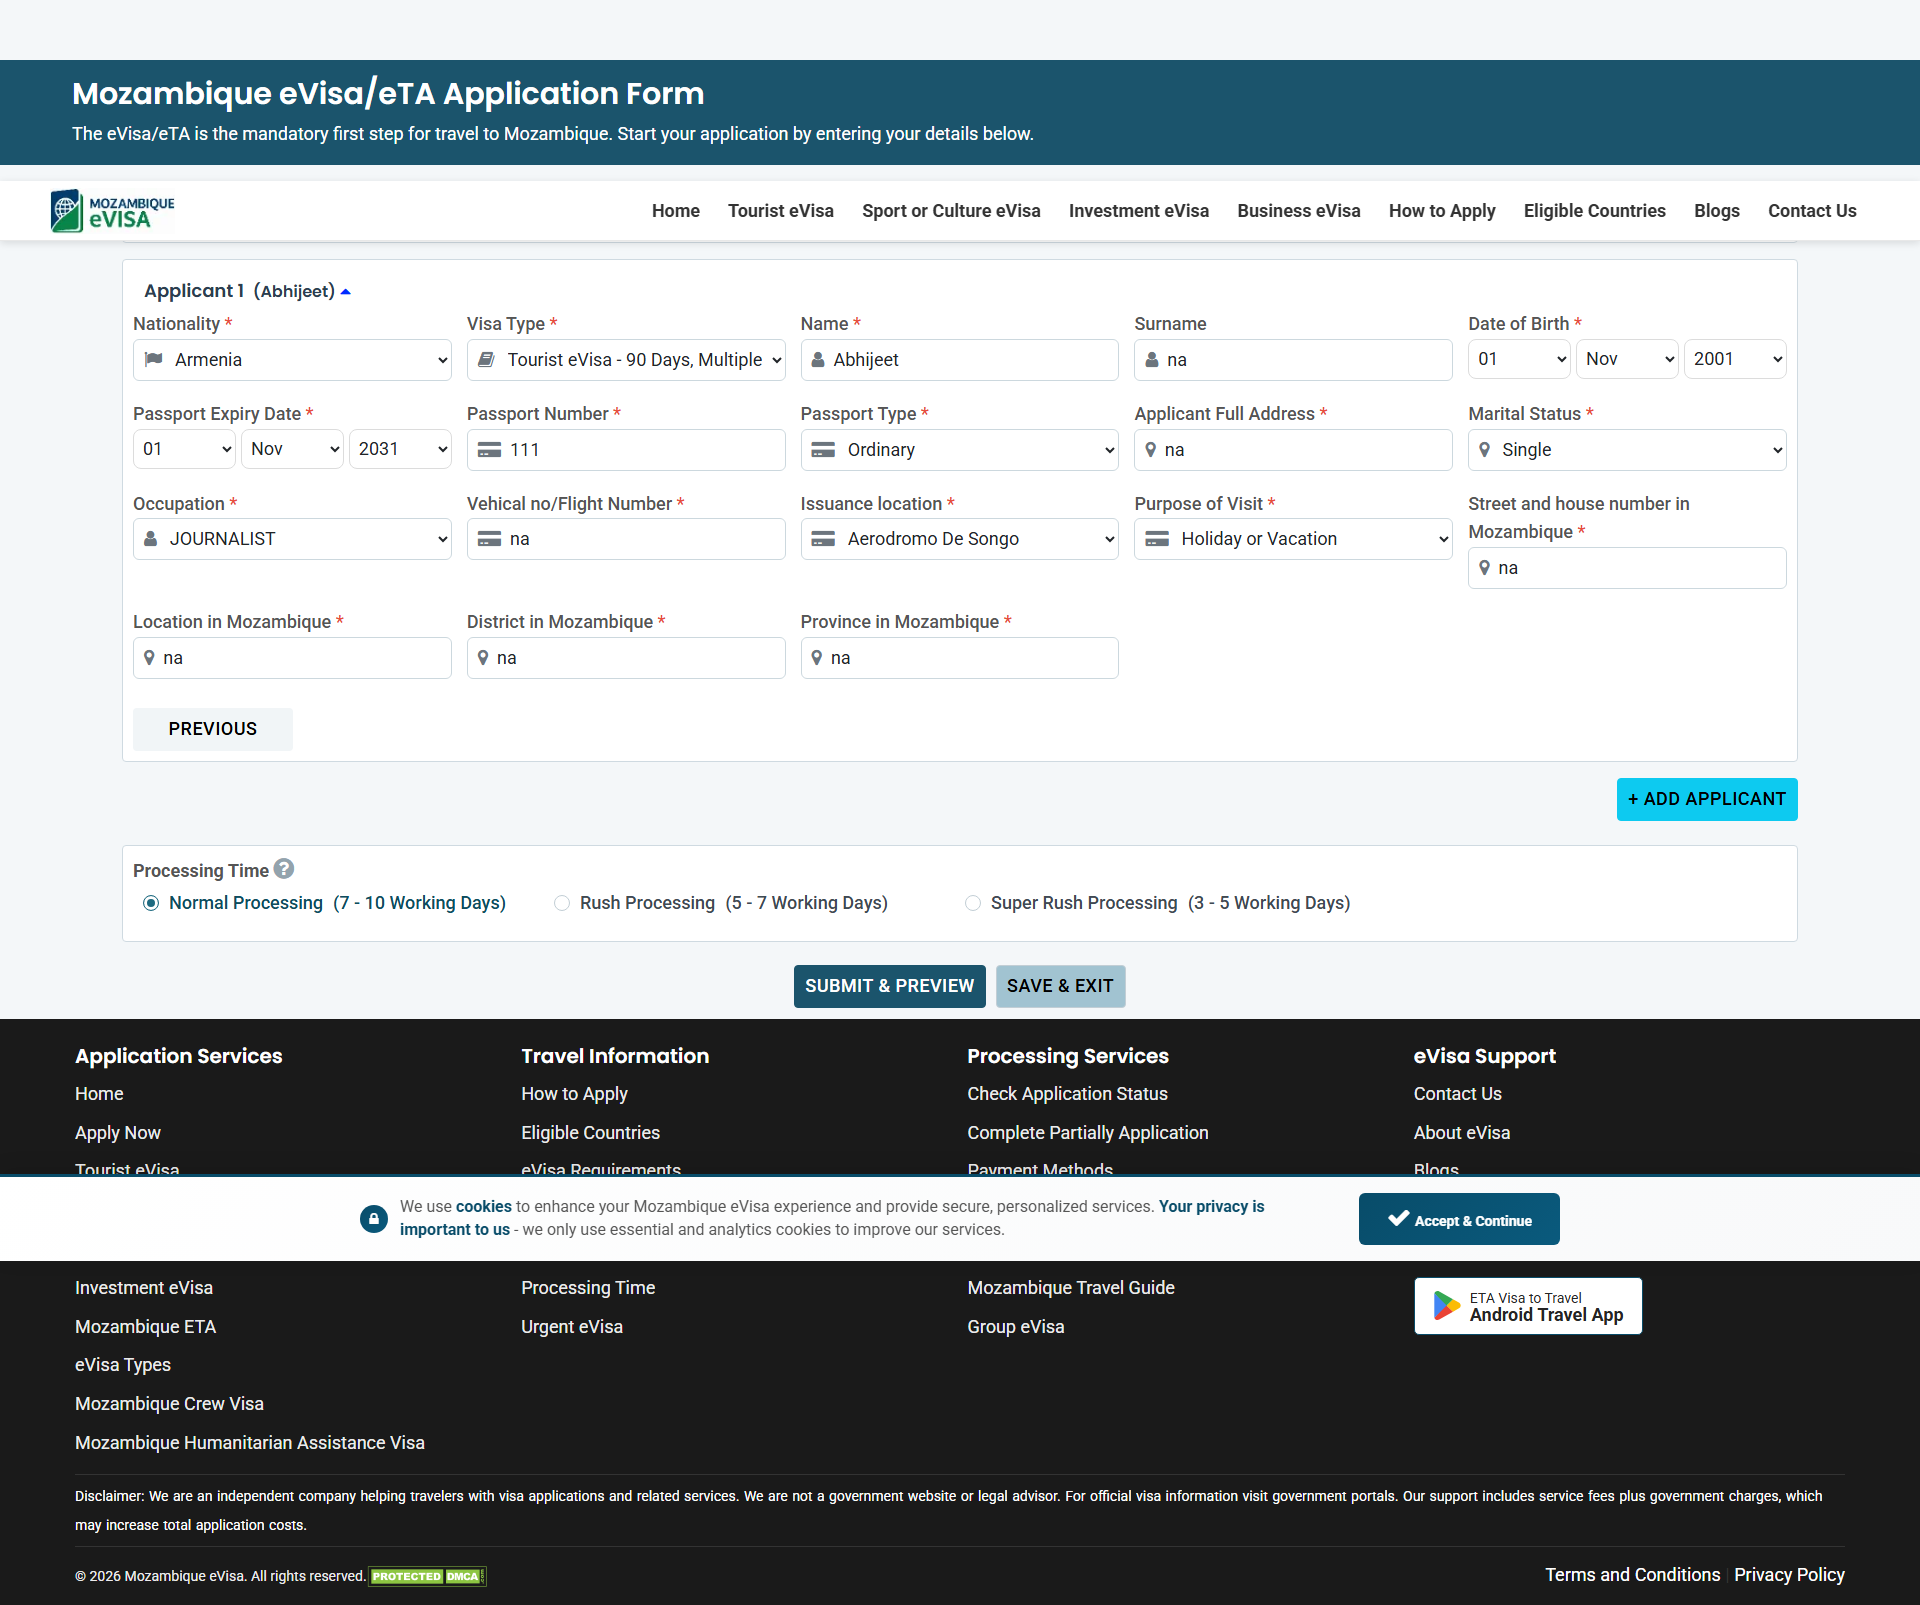 Mozambique eVisa/eTA Application Form
The eVisa/eTA is the mandatory first step for travel to Mozambique. Start your application by entering your details below.
MOZAMBIQUE
eVISA
Home Tourist eVisa Sport or Culture eVisa Investment eVisa Business eVisa How to Apply Eligible Countries Blogs Contact Us
Applicant 1 (Abhijeet)
Nationality * Visa Type * Name * Surname Date of Birth *
Armenia Tourist eVisa - 90 Days, Multiple Abhijeet na 01 Nov 2001
Passport Expiry Date * Passport Number * Passport Type * Applicant Full Address * Marital Status *
01 Nov 2031 111 Ordinary na Single
Occupation * Vehical no/Flight Number * Issuance location * Purpose of Visit * Street and house number in
Mozambique *
JOURNALIST na Aerodromo De Songo Holiday or Vacation
na
Location in Mozambique * District in Mozambique * Province in Mozambique *
na na na
PREVIOUS
+ ADD APPLICANT
Processing Time ?
Normal Processing (7 - 10 Working Days) Rush Processing (5 - 7 Working Days) Super Rush Processing (3 - 5 Working Days)
SUBMIT & PREVIEW SAVE & EXIT
Application Services Travel Information Processing Services eVisa Support
Home How to Apply Check Application Status Contact Us
Apply Now Eligible Countries Complete Partially Application About eVisa
Tourist eVisa eVisa Requirements Payment Methods Blogs
We use cookies to enhance your Mozambique eVisa experience and provide secure, personalized services. Your privacy is
important to us - we only use essential and analytics cookies to improve our services.
Accept & Continue
Investment eVisa Processing Time Mozambique Travel Guide
ETA Visa to Travel
Android Travel App
Mozambique ETA Urgent eVisa Group eVisa
eVisa Types
Mozambique Crew Visa
Mozambique Humanitarian Assistance Visa
Disclaimer: We are an independent company helping travelers with visa applications and related services. We are not a government website or legal advisor. For official visa information visit government portals. Our support includes service fees plus government charges, which
may increase total application costs.
© 2026 Mozambique eVisa. All rights reserved. PROTECTED DMCA
Terms and Conditions | Privacy Policy